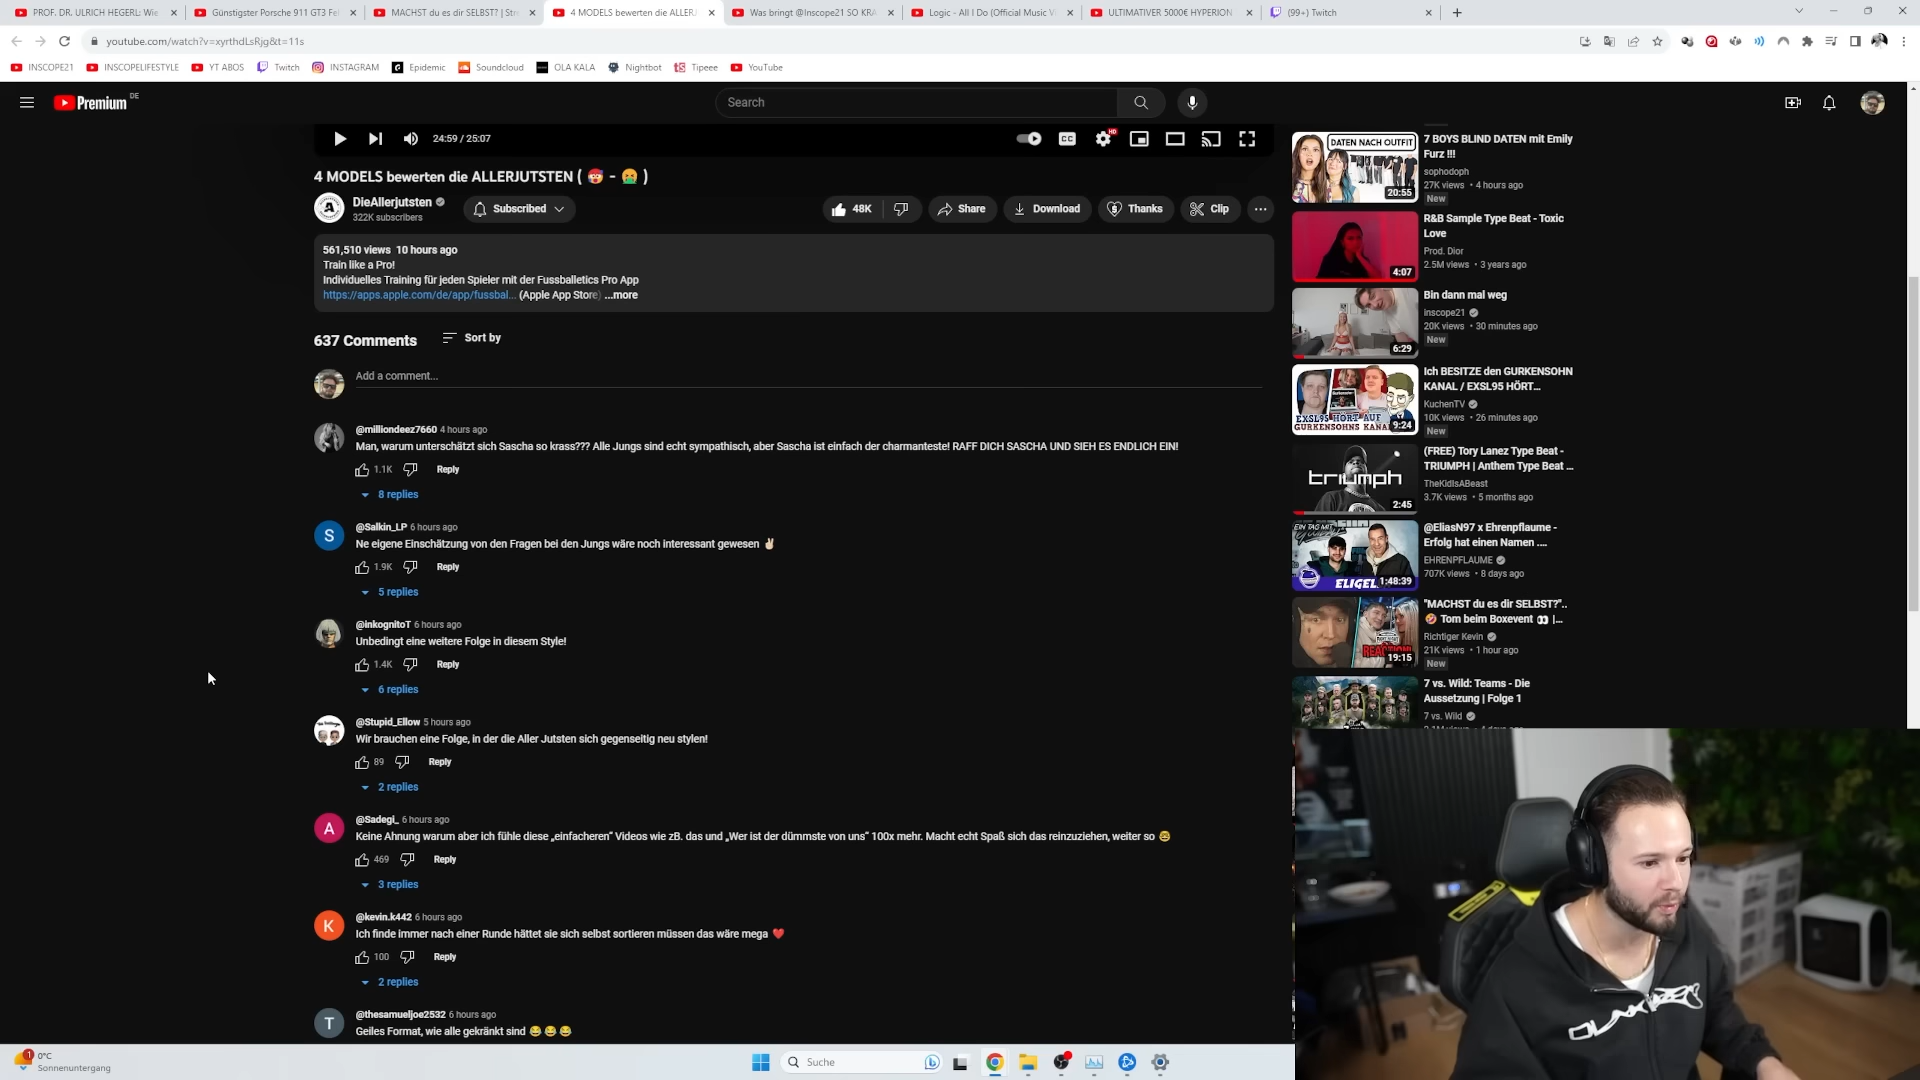 PROF. DR. ULRICH HEGERL: Wie
Günstigster Porsche 911 GT3 Fe
MACHST du es dir SELBST? | Str
4 MODELS bewerten die ALLERJ
Was bringt @Inscope21 SO KRA
Logic - All I Do (Official Music V
ULTIMATIVER 5000€ HYPERION
(99+) Twitch
youtube.com/watch?v=xyrthdLsRjg&t=11s
INSCOPE21
INSCOPELIFESTYLE
YT ABOS
Twitch
INSTAGRAM
Epidemic
Soundcloud
OLA KALA
Nightbot
Tipeee
YouTube
Premium DE
Search
24:59 / 25:07
CC
HD
4 MODELS bewerten die ALLERJUTSTEN ( 🤯 - 🤮 )
DieAllerjutsten
322K subscribers
Subscribed
48K
Share
Download
Thanks
Clip
561,510 views 10 hours ago
Train like a Pro!
Individuelles Training für jeden Spieler mit der Fussballetics Pro App
https://apps.apple.com/de/app/fussbal... (Apple App Store) ...more
637 Comments
Sort by
Add a comment...
@milliondeez7660 4 hours ago
Man, warum unterschätzt sich Sascha so krass??? Alle Jungs sind echt sympathisch, aber Sascha ist einfach der charmanteste! RAFF DICH SASCHA UND SIEH ES ENDLICH EIN!
1.1K
Reply
8 replies
S
@Salkin_LP 6 hours ago
Ne eigene Einschätzung von den Fragen bei den Jungs wäre noch interessant gewesen ✌🏼
1.9K
Reply
5 replies
@inkognitoT 6 hours ago
Unbedingt eine weitere Folge in diesem Style!
1.4K
Reply
6 replies
@Stupid_Ellow 5 hours ago
Wir brauchen eine Folge, in der die Aller Jutsten sich gegenseitig neu stylen!
89
Reply
2 replies
A
@Sadegi_ 6 hours ago
Keine Ahnung warum aber ich fühle diese „einfacheren“ Videos wie zB. das und „Wer ist der dümmste von uns“ 100x mehr. Macht echt Spaß sich das reinzuziehen, weiter so 🤓
469
Reply
3 replies
K
@kevin.k442 6 hours ago
Ich finde immer nach einer Runde hättet sie sich selbst sortieren müssen das wäre mega ❤️
100
Reply
2 replies
T
@thesamueljoe2532 6 hours ago
Geiles Format, wie alle gekränkt sind 😂😂😂
DATEN NACH OUTFIT
20:55
7 BOYS BLIND DATEN mit Emily
Furz !!!
sophodoph
27K views • 4 hours ago
New
4:07
R&B Sample Type Beat - Toxic
Love
Prod. Dior
2.5M views • 3 years ago
6:29
Bin dann mal weg
inscope21
20K views • 30 minutes ago
New
EXSL95 HÖRT AUF
GURKENSOHNS KANAL
9:24
Ich BESITZE den GURKENSOHN
KANAL / EXSL95 HÖRT...
KuchenTV
10K views • 26 minutes ago
New
triumph
2:45
(FREE) Tory Lanez Type Beat -
TRIUMPH | Anthem Type Beat ...
TheKidIsABeast
3.7K views • 5 months ago
EIN TAG MIT
ELIGEL
1:48:39
@EliasN97 x Ehrenpflaume -
Erfolg hat einen Namen ....
EHRENPFLAUME
707K views • 8 days ago
REACTION!
19:15
"MACHST du es dir SELBST?"..
🤣 Tom beim Boxevent 👀 |...
Richtiger Kevin
21K views • 1 hour ago
New
7 vs. Wild: Teams - Die
Aussetzung | Folge 1
7 vs. Wild
1
0°C
Sonnenuntergang
Suche